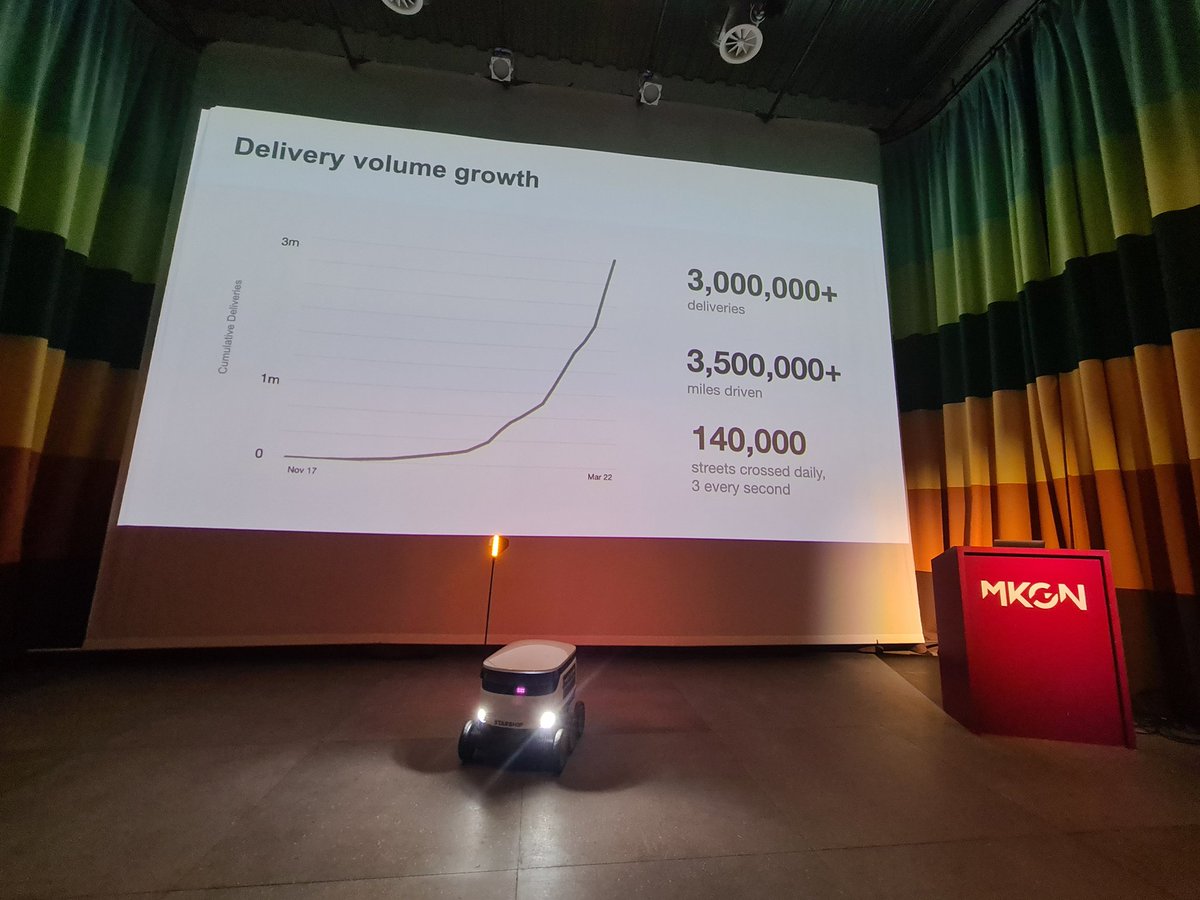 Delivery volume growth
3m
Cumulative Deliveries
1m
0
Nov 17
Mar 22
3,000,000+
deliveries
3,500,000+
miles driven
140,000
streets crossed daily,
3 every second
MKGN
STARSHIP